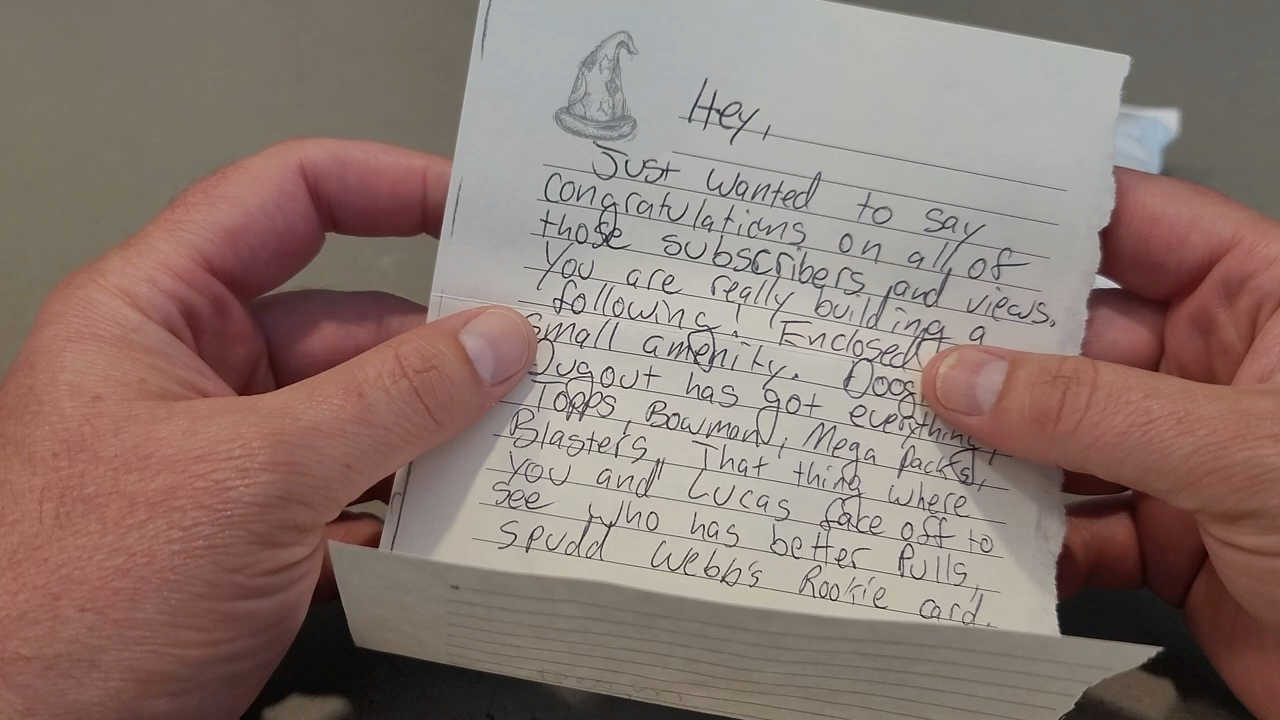 Hey,
Just wanted to say
congratulations on all of
those subscribers and views.
You are really building a
following! Enclosed
small amenity. Doog
Dugout has got everything,
Topps, Bowman, Mega packs,
Blasters, That thing where
you and Lucas face off to
see who has better pulls,
Spudd Webb's Rookie card.